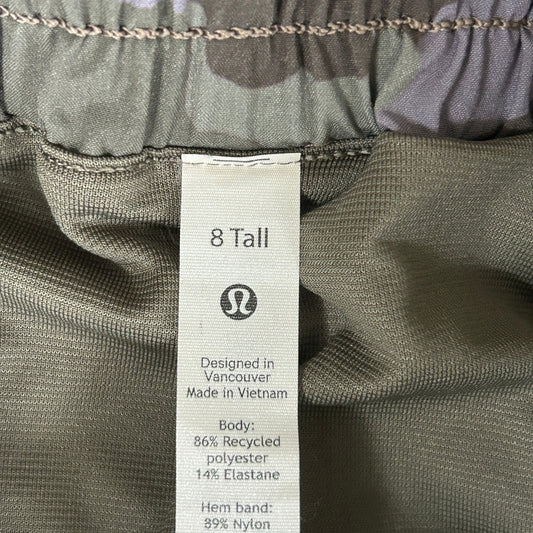 8 Tall
Designed in
Vancouver
Made in Vietnam
Body:
86% Recycled
polyester
14% Elastane
Hem band:
89% Nylon